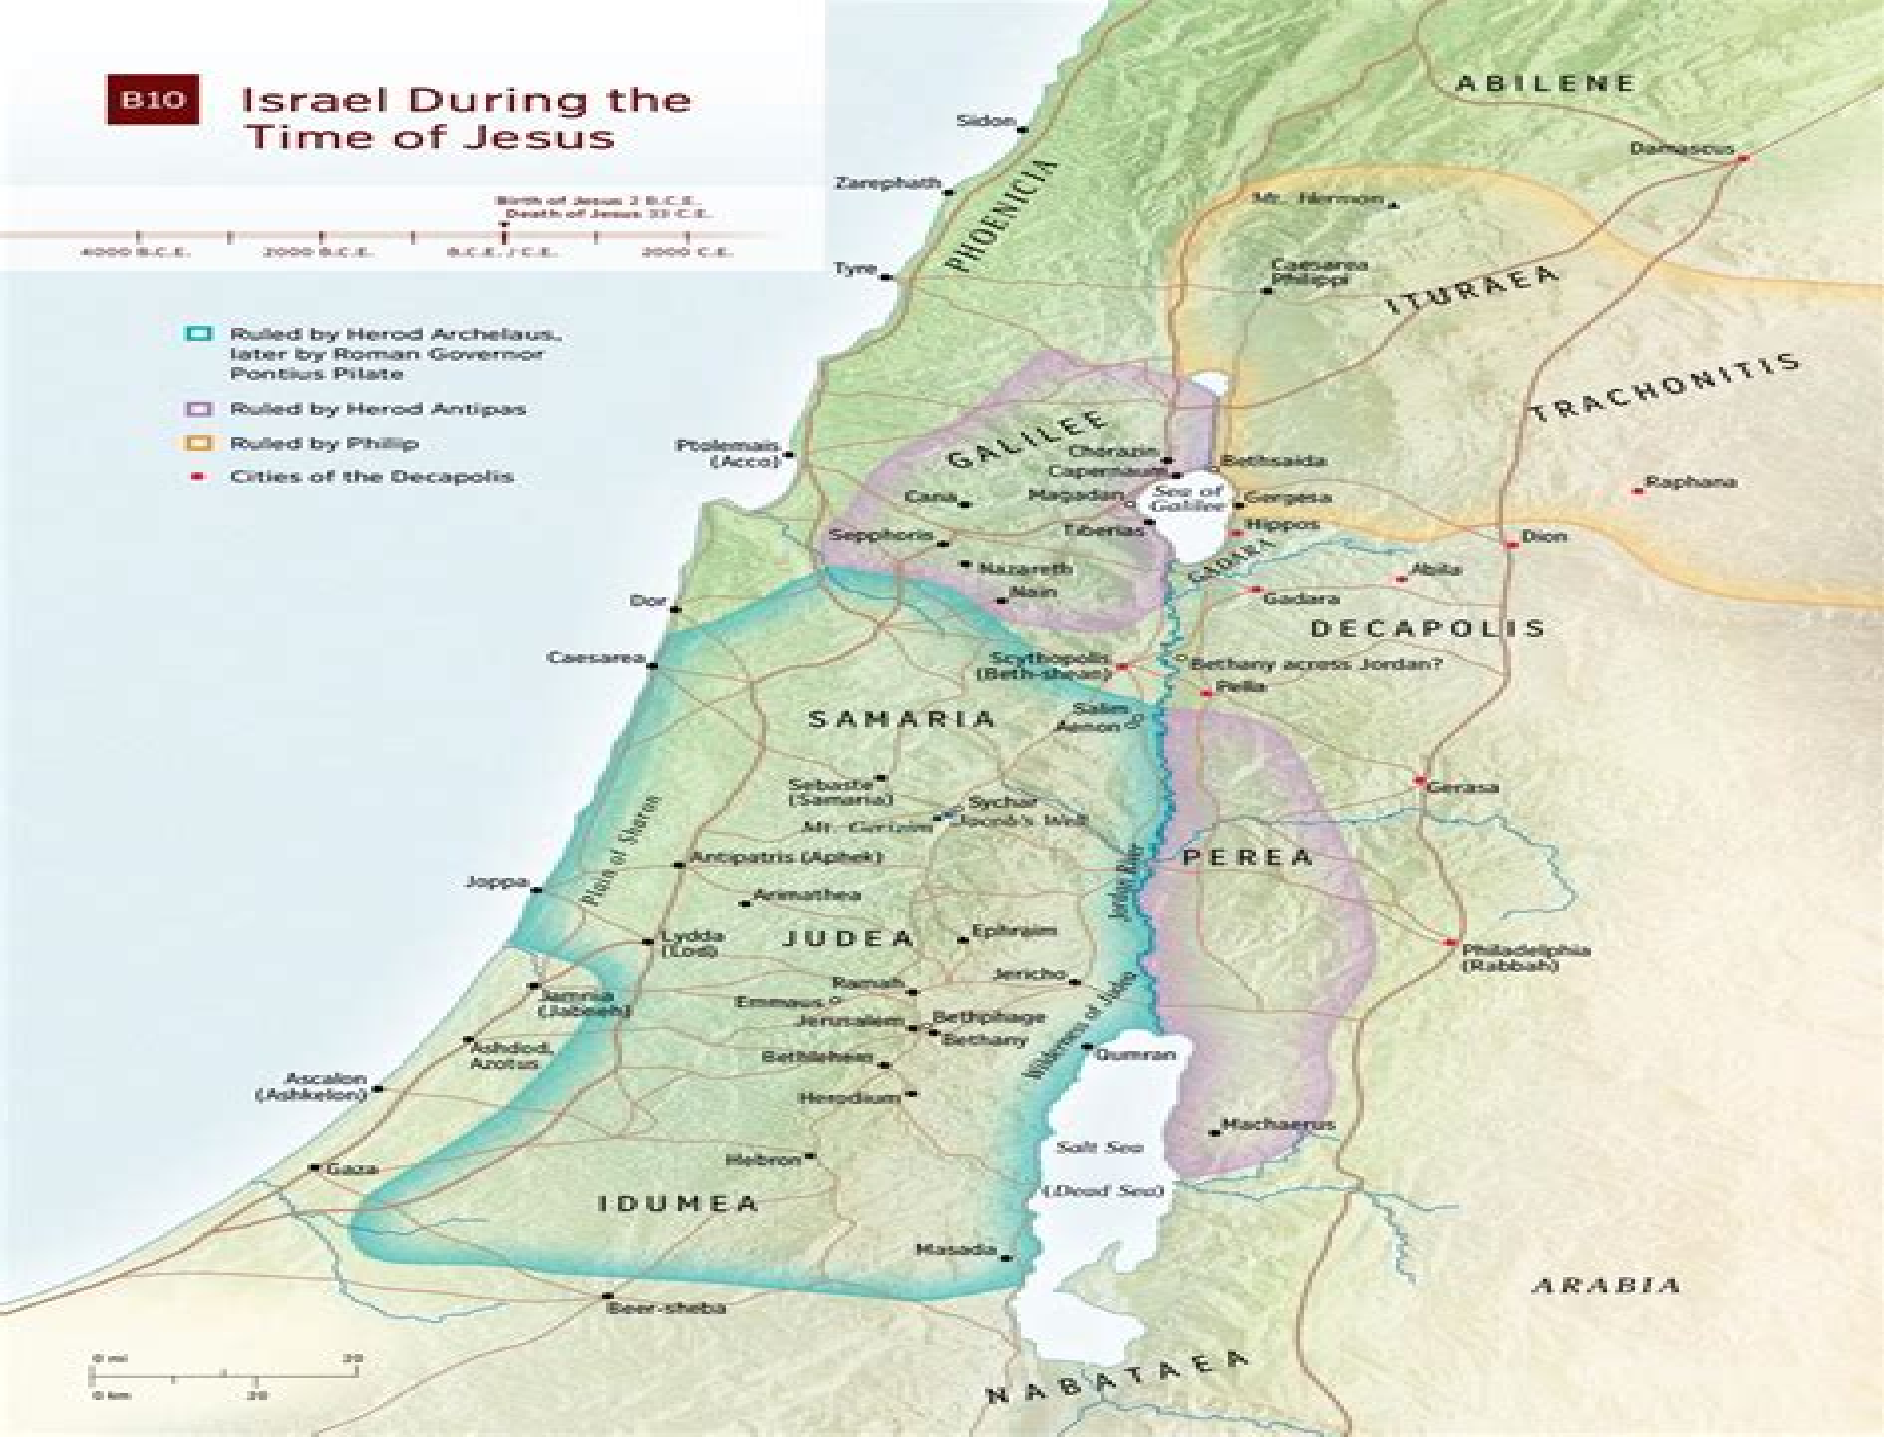 B10
Israel During the
Time of Jesus
Birth of Jesus 2 B.C.E.
Death of Jesus 33 C.E.
4000 B.C.E.
2000 B.C.E.
B.C.E. / C.E.
2000 C.E.
Ruled by Herod Archelaus,
later by Roman Governor
Pontius Pilate
Ruled by Herod Antipas
Ruled by Philip
Cities of the Decapolis
ABILENE
Sidon
Damascus
PHOENICIA
Zarephath
Mt. Hermon
Tyre
Caesarea
Philippi
ITURAEA
TRACHONITIS
GALILEE
Ptolemais
(Acco)
Chorazin
Capernaum
Bethsaida
Raphana
Cana
Magadan
Sea of
Galilee
Gergesa
Sepphoris
Tiberias
Hippos
Dion
GADARA
Nazareth
Abila
Nain
Gadara
Dor
DECAPOLIS
Caesarea
Scythopolis
(Beth-shean)
Bethany across Jordan?
Pella
SAMARIA
Salim
Aenon
Sebaste
(Samaria)
Gerasa
Sychar
Jacob's Well
Mt. Gerizim
Plain of Sharon
Antipatris (Aphek)
PEREA
Jordan River
Joppa
Arimathea
Lydda
(Lod)
JUDEA
Ephraim
Philadelphia
(Rabbah)
Jericho
Ramah
Jamnia
(Jabneh)
Emmaus
Jerusalem
Bethphage
Bethany
Wilderness of Judea
Ashdod,
Azotus
Bethlehem
Qumran
Ascalon
(Ashkelon)
Herodium
Machaerus
Salt Sea
(Dead Sea)
Hebron
Gaza
IDUMEA
Masada
ARABIA
Beer-sheba
NABATAEA
0 mi
20
0 km
20